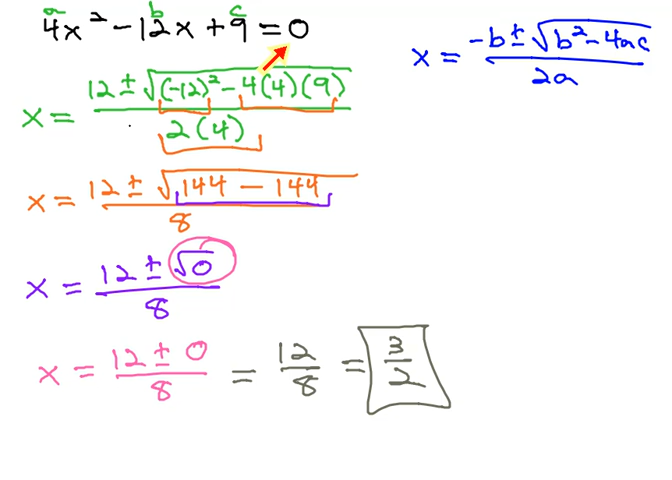 a b c
4x² - 12x + 9 = 0
x = (-b ± √(b² - 4ac)) / 2a
x = (12 ± √((-12)² - 4(4)(9))) / 2(4)
x = (12 ± √(144 - 144)) / 8
x = (12 ± √0) / 8
x = (12 ± 0) / 8 = 12/8 = 3/2